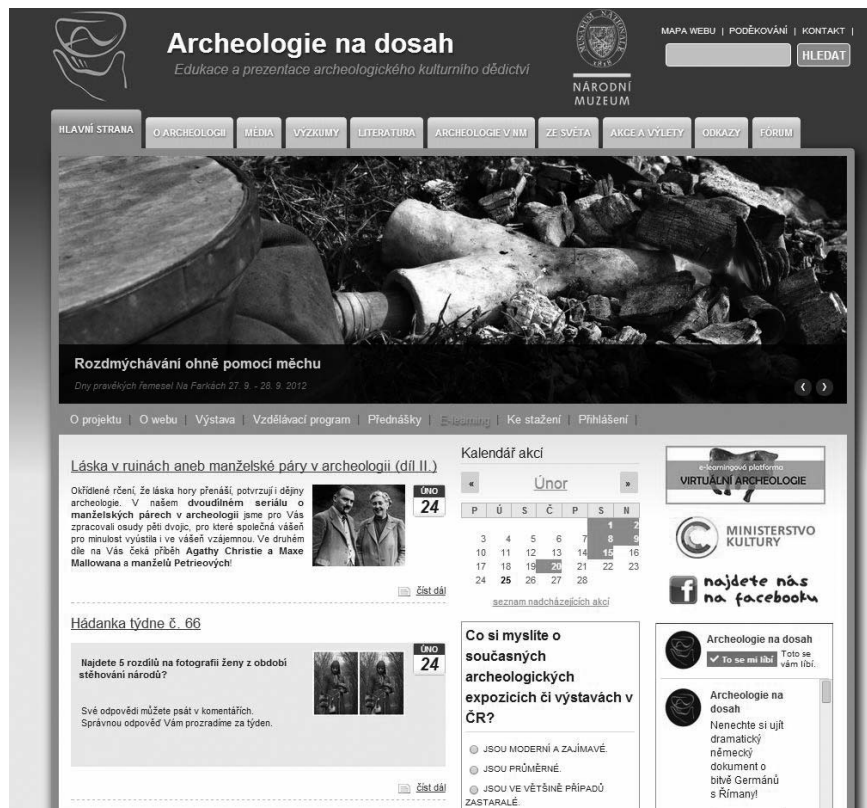 Archeologie na dosah
Edukace a prezentace archeologického kulturního dědictví
NÁRODNÍ
MUZEUM
MAPA WEBU | PODĚKOVÁNÍ | KONTAKT |
HLEDAT
HLAVNÍ STRANA
O ARCHEOLOGII
MÉDIA
VÝZKUMY
LITERATURA
ARCHEOLOGIE V NM
ZE SVĚTA
AKCE A VÝLETY
ODKAZY
FÓRUM
Rozdmýchávání ohně pomocí měchu
Dny pravěkých řemesel Na Farkách 27. 9. - 28. 9. 2012
O projektu | O webu | Výstava | Vzdělávací program | Přednášky | E-learning | Ke stažení | Přihlášení |
Láska v ruinách aneb manželské páry v archeologii (díl II.)
Okřídlené rčení, že láska hory přenáší, potvrzují i dějiny
archeologie. V našem dvoudílném seriálu o
manželských párech v archeologii jsme pro Vás
zpracovali osudy pěti dvojic, pro které společná vášeň
pro minulost vyústila i ve vášeň vzájemnou. Ve druhém
díle na Vás čeká příběh Agathy Christie a Maxe
Mallowana a manželů Petrieových!
ÚNO
24
číst dál
Hádanka týdne č. 66
Najdete 5 rozdílů na fotografii ženy z období
stěhování národů?
Své odpovědi můžete psát v komentářích.
Správnou odpověď Vám prozradíme za týden.
ÚNO
24
číst dál
Kalendář akcí
« Únor »
P Ú S Č P S N
1 2
3 4 5 6 7 8 9
10 11 12 13 14 15 16
17 18 19 20 21 22 23
24 25 26 27 28
seznam nadcházejících akcí
Co si myslíte o
současných
archeologických
expozicích či výstavách v
ČR?
JSOU MODERNÍ A ZAJÍMAVÉ.
JSOU PRŮMĚRNÉ.
JSOU VE VĚTŠINĚ PŘÍPADŮ
ZASTARALÉ.
e-learningová platforma
VIRTUÁLNÍ ARCHEOLOGIE
MINISTERSTVO
KULTURY
najdete nás
na facebooku
Archeologie na dosah
To se mi líbí
Toto se
vám líbí.
Archeologie na
dosah
Nenechte si ujít
dramatický
německý
dokument o
bitvě Germánů
s Římany!